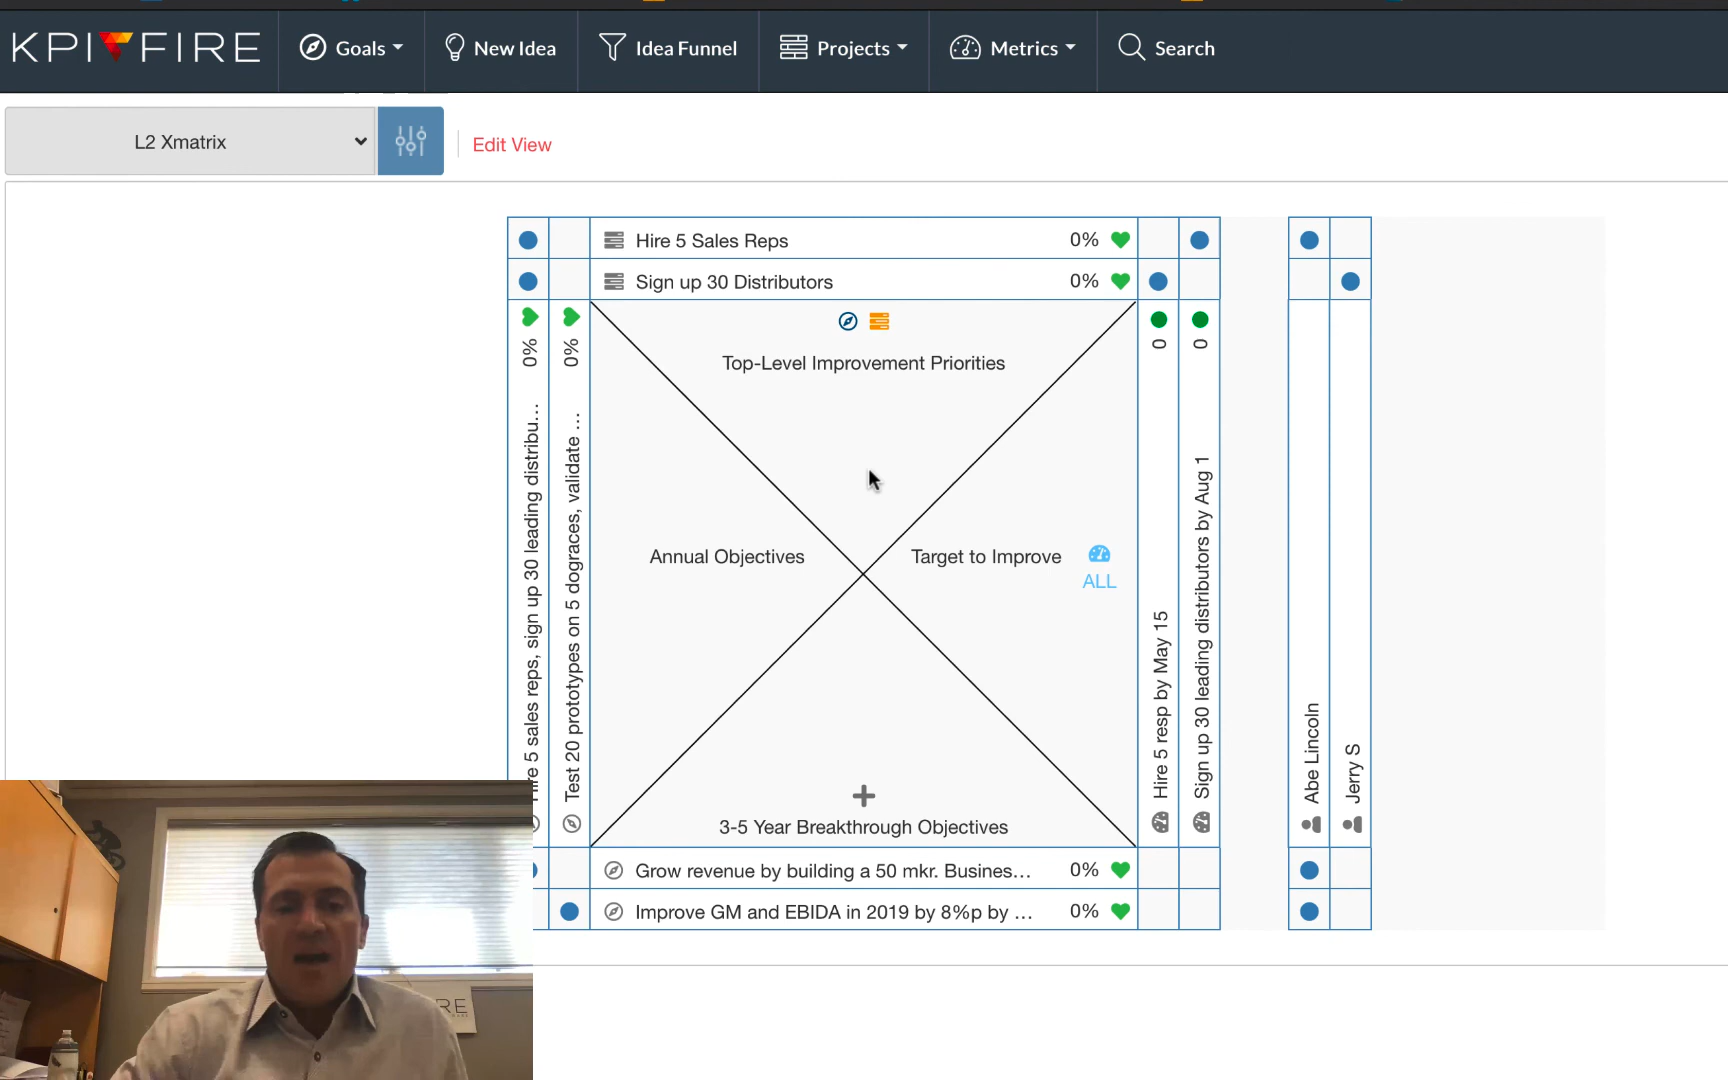 KPI FIRE
Goals
New Idea
Idea Funnel
Projects
Metrics
Search
L2 Xmatrix
Edit View
Hire 5 Sales Reps 0%
Sign up 30 Distributors 0%
0%
0%
Hire 5 sales reps, sign up 30 leading distribu...
Test 20 prototypes on 5 dograces, validate ...
Top-Level Improvement Priorities
Annual Objectives
Target to Improve
ALL
3-5 Year Breakthrough Objectives
0
0
Hire 5 resp by May 15
Sign up 30 leading distributors by Aug 1
Abe Lincoln
Jerry S
Grow revenue by building a 50 mkr. Busines... 0%
Improve GM and EBIDA in 2019 by 8%p by ... 0%
RE